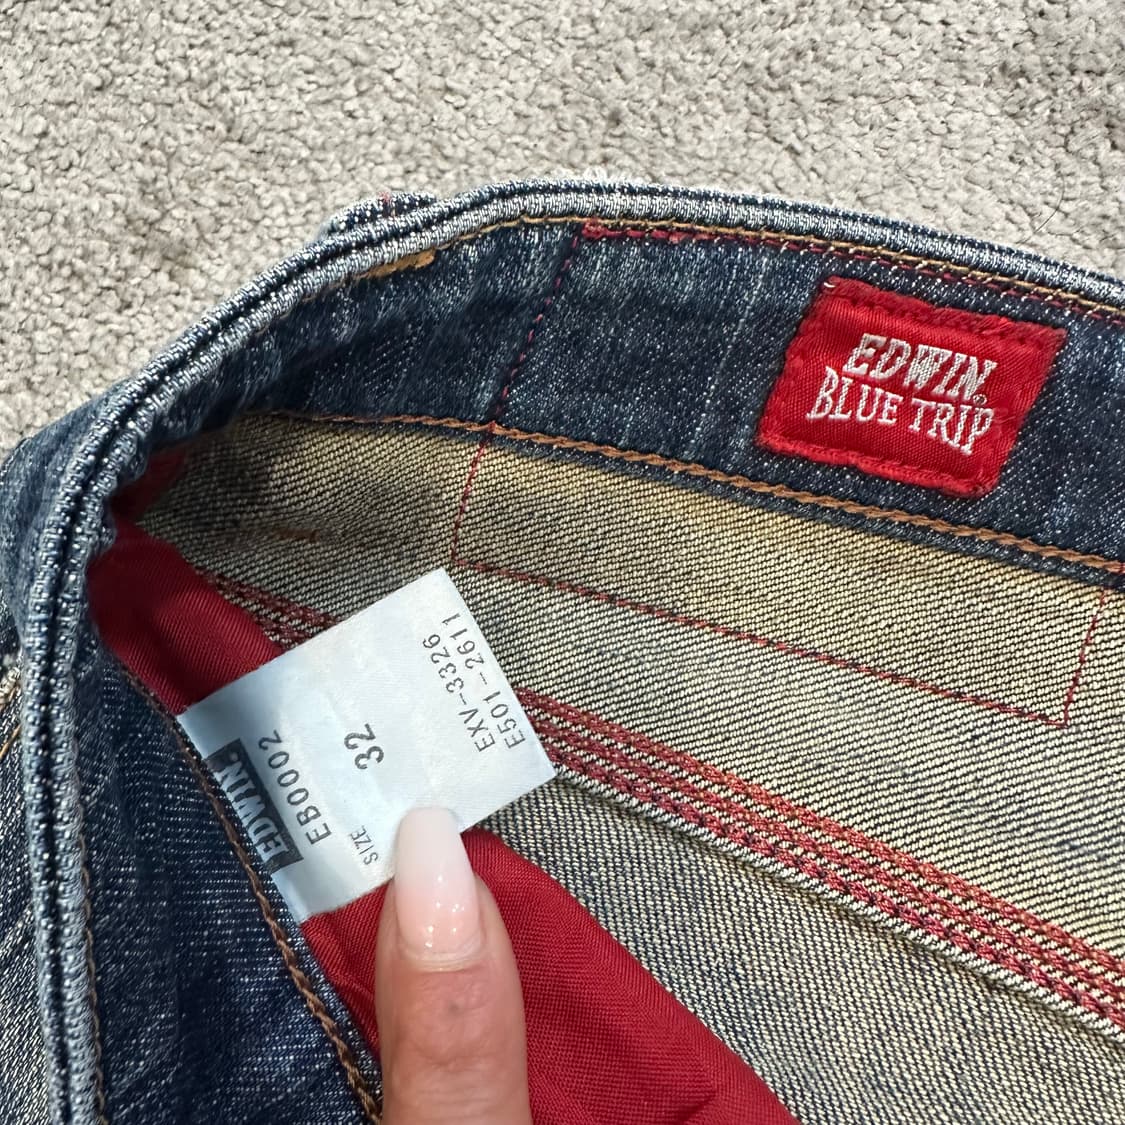 EDWIN®
BLUE TRIP
EDWIN®
EB0002
SIZE 32
EXV-3326
E501-2611